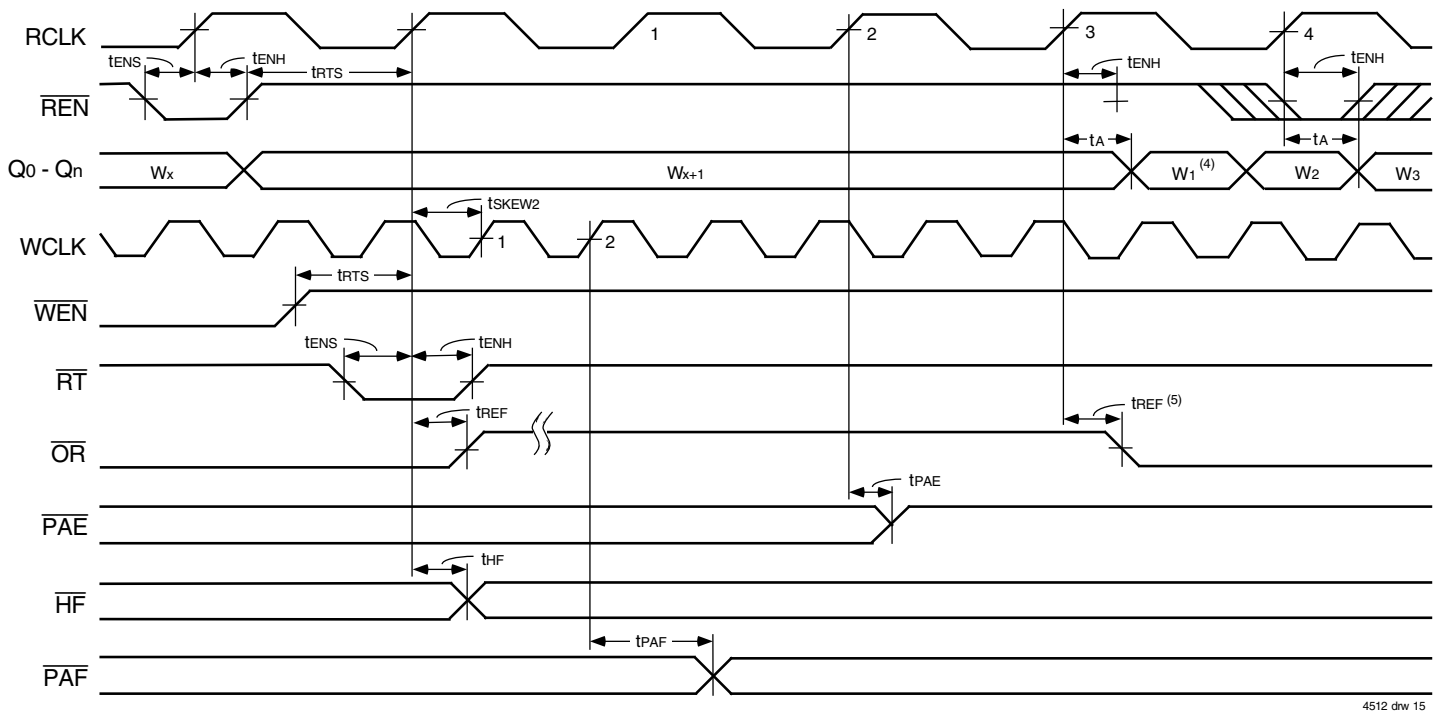 RCLK 1 2 3 4
tENS tENH tRTS tENH tENH
REN
tA tA
Q0 - Qn Wx Wx+1 W1 (4) W2 W3
tSKEW2
WCLK 1 2
tRTS
WEN
tENS tENH
RT
tREF tREF (5)
OR
tPAE
PAE
tHF
HF
tPAF
PAF
4512 drw 15